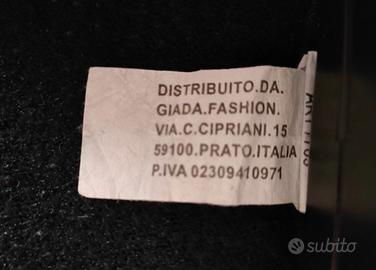 DISTRIBUITO.DA.
GIADA.FASHION.
VIA.C.CIPRIANI.15
59100.PRATO.ITALIA
P.IVA 02309410971
subito